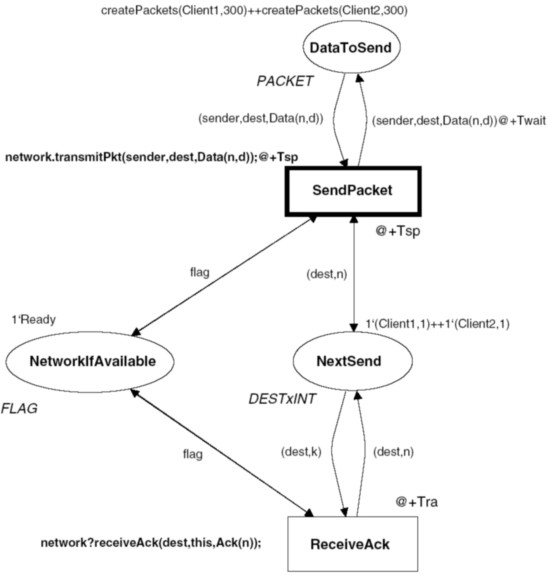 createPackets(Client1,300)++createPackets(Client2,300)
DataToSend
PACKET
(sender,dest,Data(n,d))
(sender,dest,Data(n,d))@+Twait
network.transmitPkt(sender,dest,Data(n,d));@+Tsp
SendPacket
@+Tsp
flag
(dest,n)
1‘Ready
1‘(Client1,1)++1‘(Client2,1)
NetworkIfAvailable
NextSend
FLAG
DESTxINT
flag
(dest,k)
(dest,n)
@+Tra
network?receiveAck(dest,this,Ack(n));
ReceiveAck